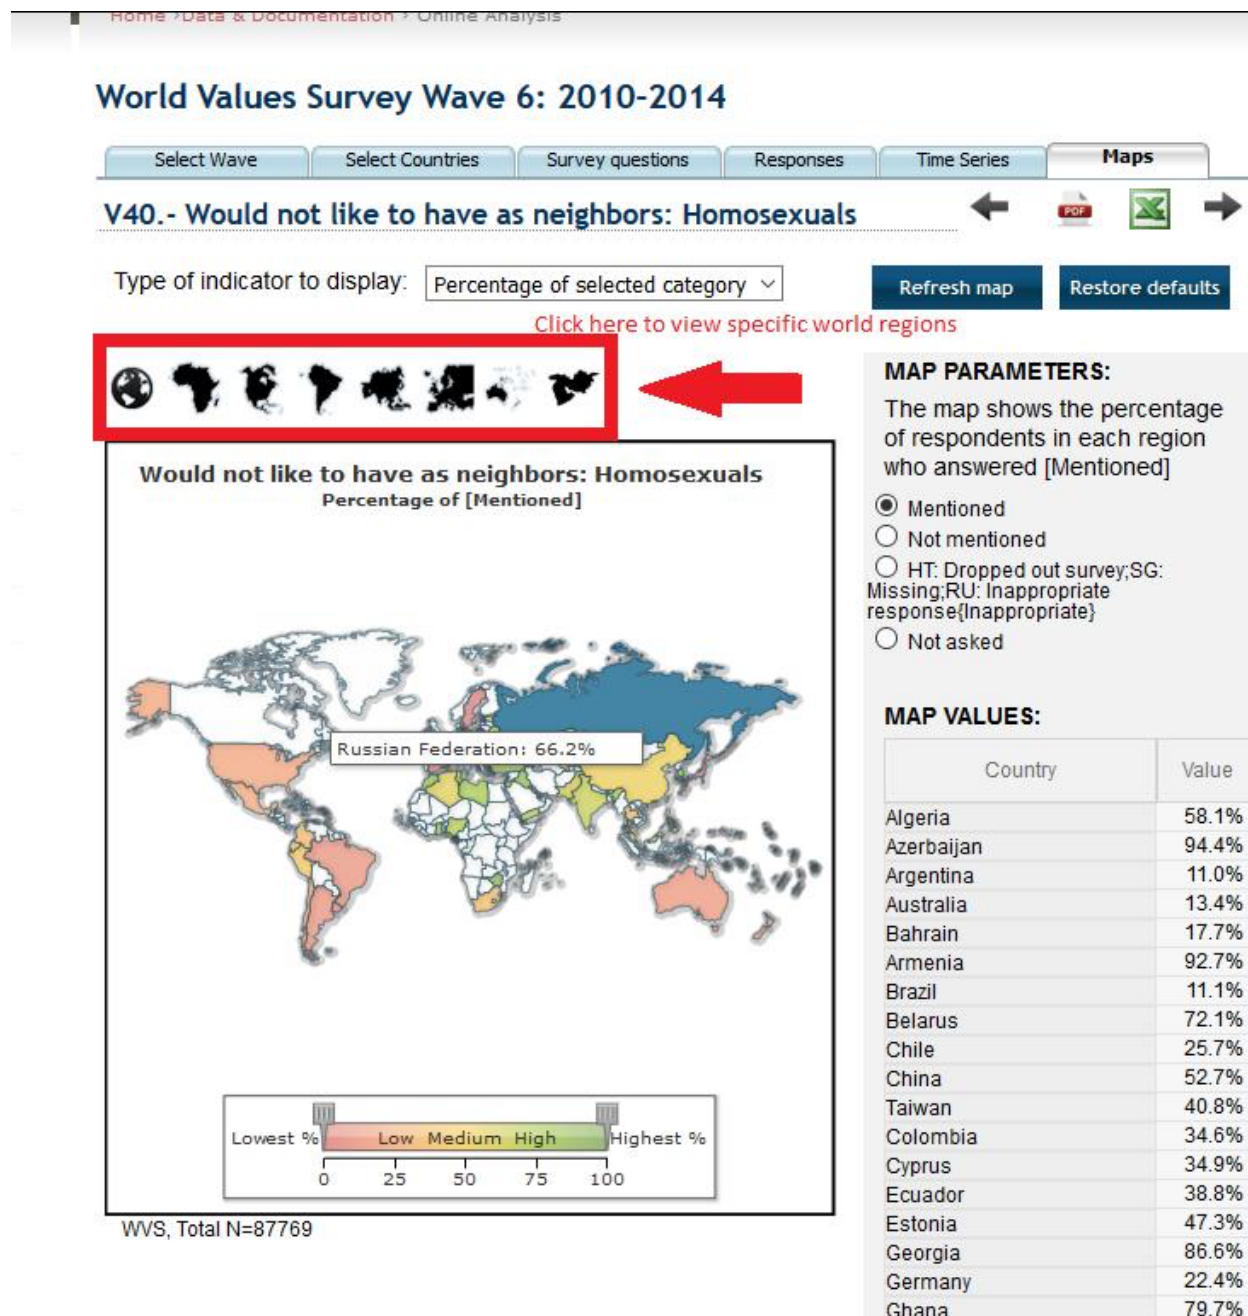 Home ›Data & Documentation › Online Analysis
World Values Survey Wave 6: 2010-2014
Select Wave Select Countries Survey questions Responses Time Series Maps
V40.- Would not like to have as neighbors: Homosexuals
PDF
Type of indicator to display: Percentage of selected category Refresh map Restore defaults
Click here to view specific world regions
Would not like to have as neighbors: Homosexuals
Percentage of [Mentioned]
Russian Federation: 66.2%
Lowest % Low Medium High Highest %
0 25 50 75 100
WVS, Total N=87769
MAP PARAMETERS:
The map shows the percentage
of respondents in each region
who answered [Mentioned]
Mentioned
Not mentioned
HT: Dropped out survey;SG:
Missing;RU: Inappropriate
response{Inappropriate}
Not asked
MAP VALUES:
Country Value
Algeria 58.1%
Azerbaijan 94.4%
Argentina 11.0%
Australia 13.4%
Bahrain 17.7%
Armenia 92.7%
Brazil 11.1%
Belarus 72.1%
Chile 25.7%
China 52.7%
Taiwan 40.8%
Colombia 34.6%
Cyprus 34.9%
Ecuador 38.8%
Estonia 47.3%
Georgia 86.6%
Germany 22.4%
Ghana 79.7%